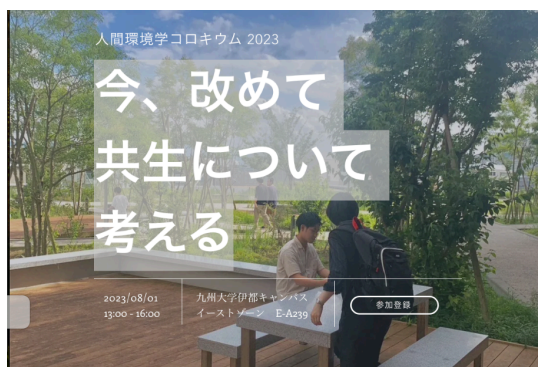 人間環境学コロキウム 2023
今、改めて
共生について
考える
2023/08/01
13:00 - 16:00
九州大学伊都キャンパス
イーストゾーン E-A239
参加登録